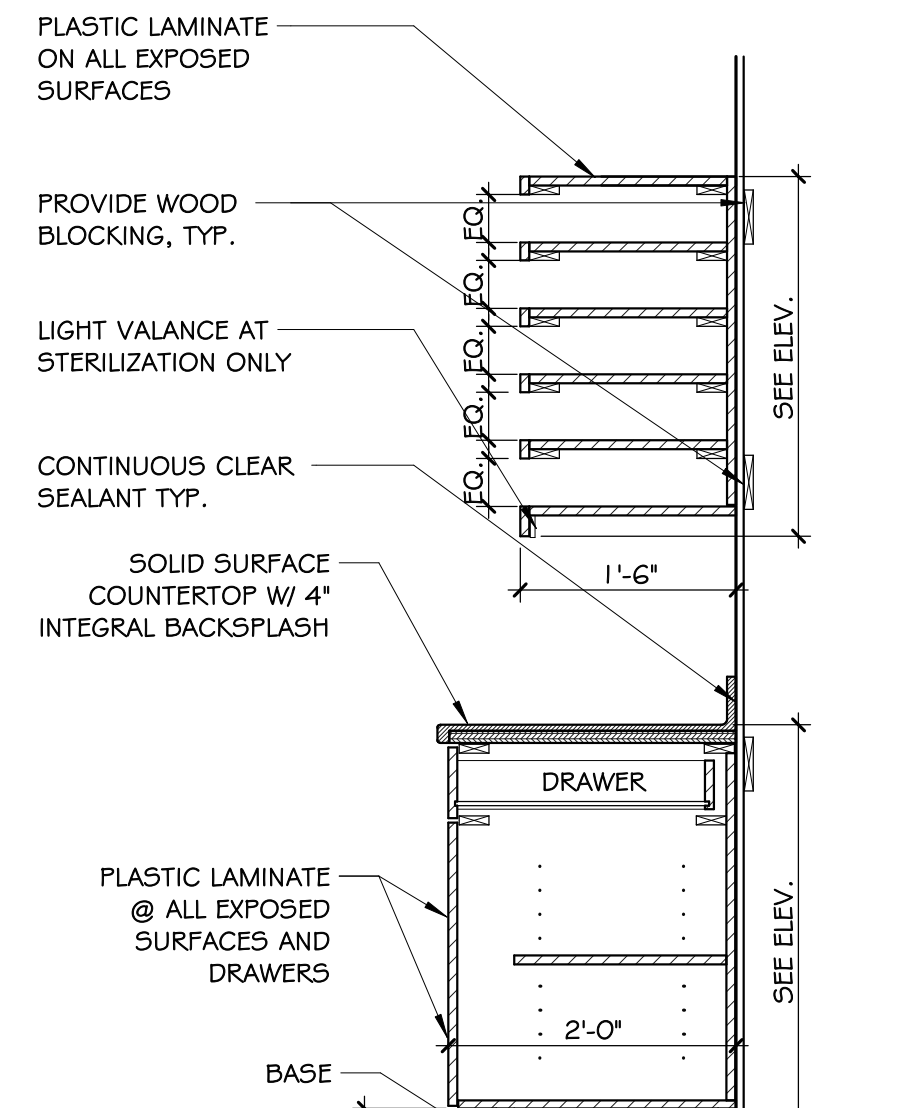 PLASTIC LAMINATE
ON ALL EXPOSED
SURFACES
PROVIDE WOOD
BLOCKING, TYP.
LIGHT VALANCE AT
STERILIZATION ONLY
CONTINUOUS CLEAR
SEALANT TYP.
SOLID SURFACE
COUNTERTOP W/ 4"
INTEGRAL BACKSPLASH
PLASTIC LAMINATE
@ ALL EXPOSED
SURFACES AND
DRAWERS
BASE
EQ.
EQ.
EQ.
EQ.
EQ.
SEE ELEV.
1'-6"
DRAWER
SEE ELEV.
2'-0"